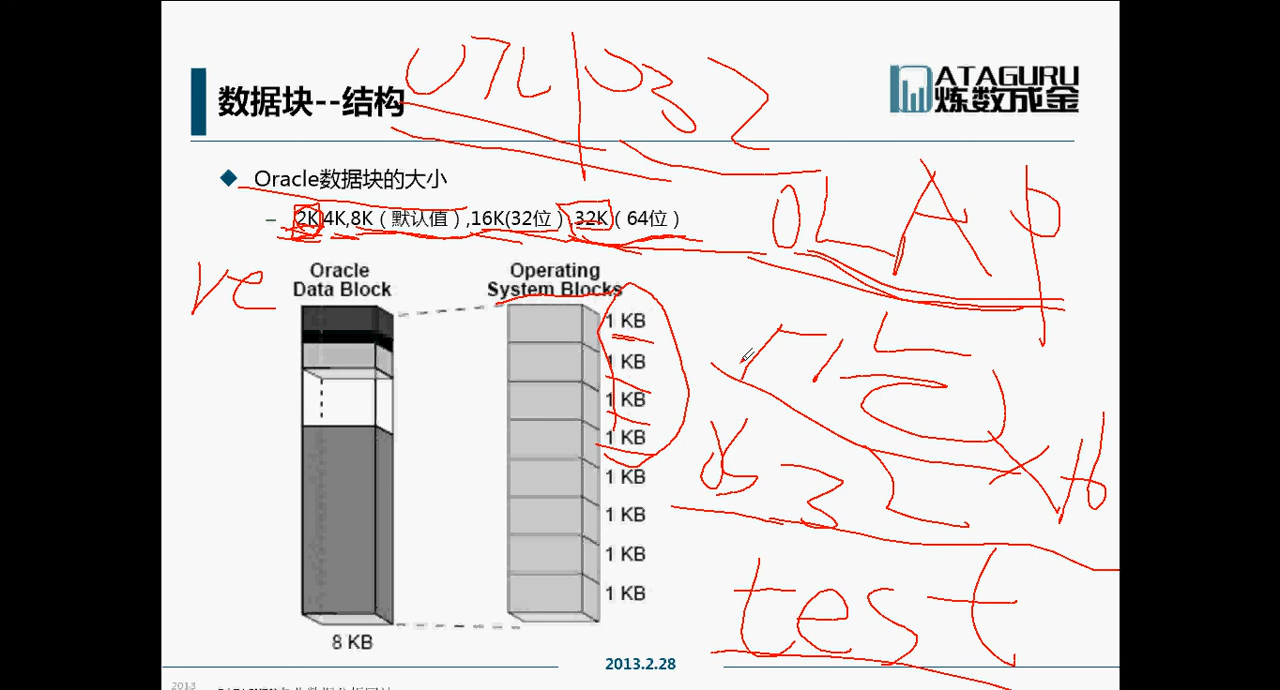 ATAGURU
炼数成金
数据块--结构
Oracle数据块的大小
– 2K,4K,8K（默认值）,16K(32位）,32K（64位）
OLAP
Oracle
Data Block
Operating
System Blocks
1 KB
1 KB
1 KB
1 KB
1 KB
1 KB
1 KB
1 KB
8 KB
test
2013.2.28
2013